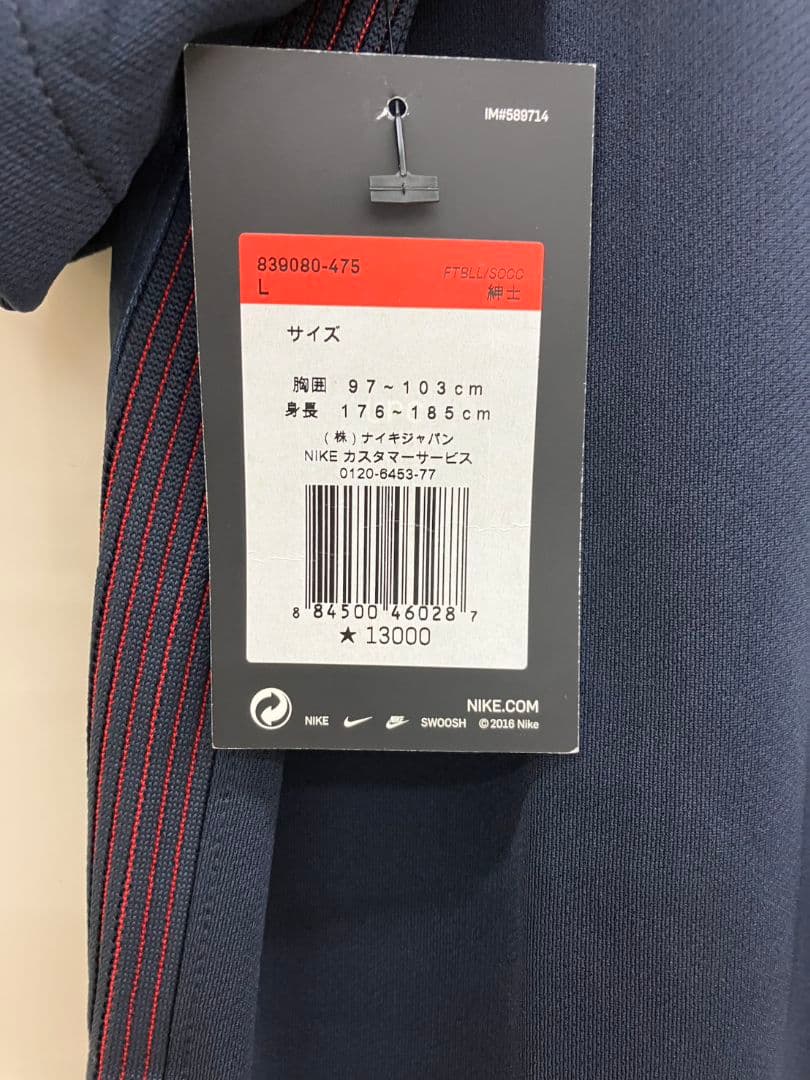 IM#589714
839080-475
FTBLL/SOCC
L
紳士
サイズ
胸囲 97~103cm
身長 176~185cm
(株)ナイキジャパン
NIKE カスタマーサービス
0120-6453-77
8 84500 46028 7
★ 13000
NIKE.COM
NIKE SWOOSH ©2016 Nike